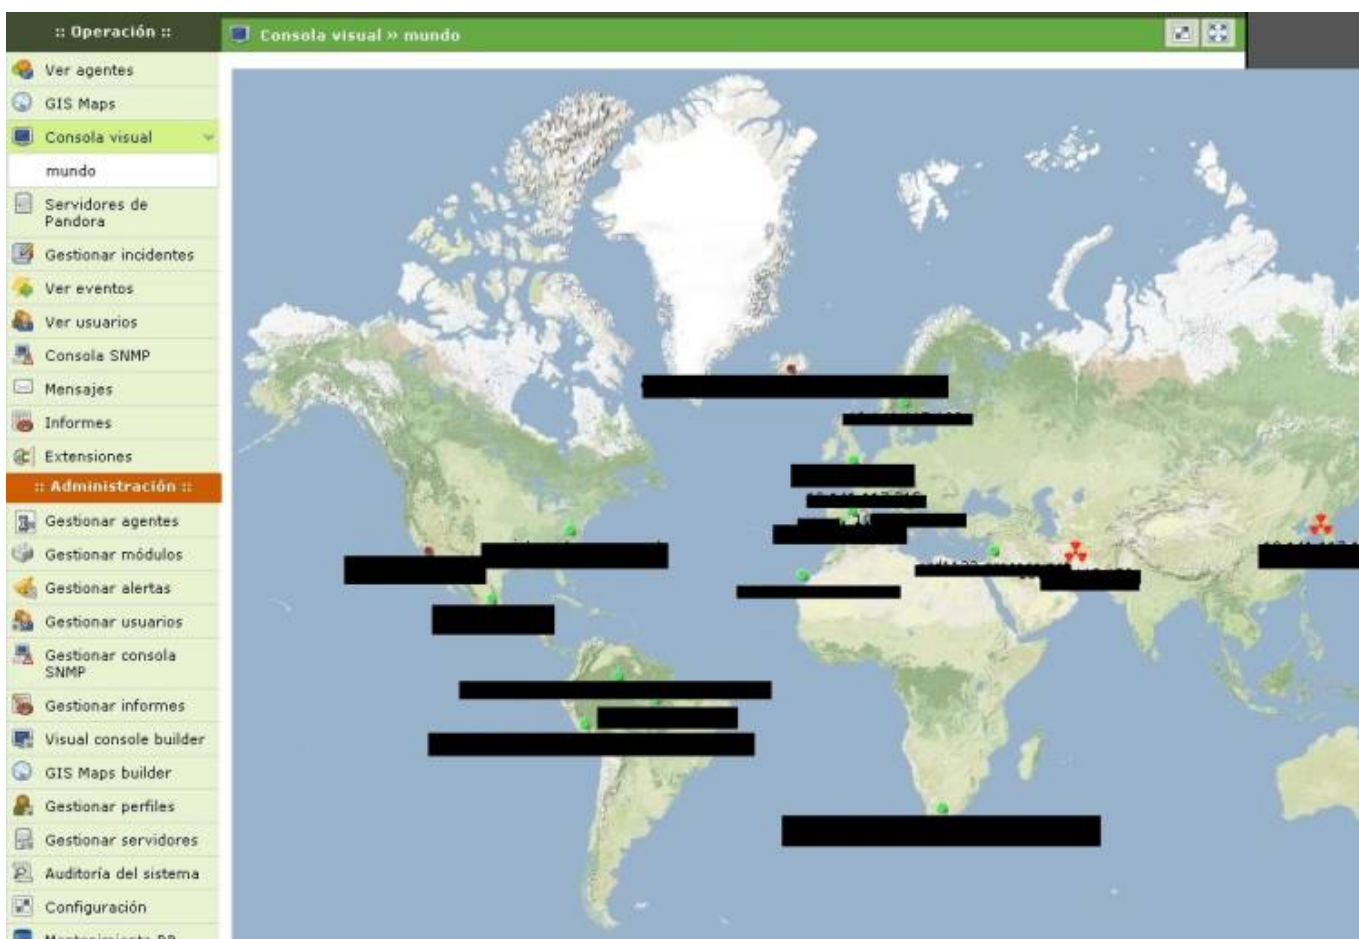 :: Operación ::
Consola visual » mundo
Ver agentes
GIS Maps
Consola visual
mundo
Servidores de
Pandora
Gestionar incidentes
Ver eventos
Ver usuarios
Consola SNMP
Mensajes
Informes
Extensiones
:: Administración ::
Gestionar agentes
Gestionar módulos
Gestionar alertas
Gestionar usuarios
Gestionar consola
SNMP
Gestionar informes
Visual console builder
GIS Maps builder
Gestionar perfiles
Gestionar servidores
Auditoría del sistema
Configuración